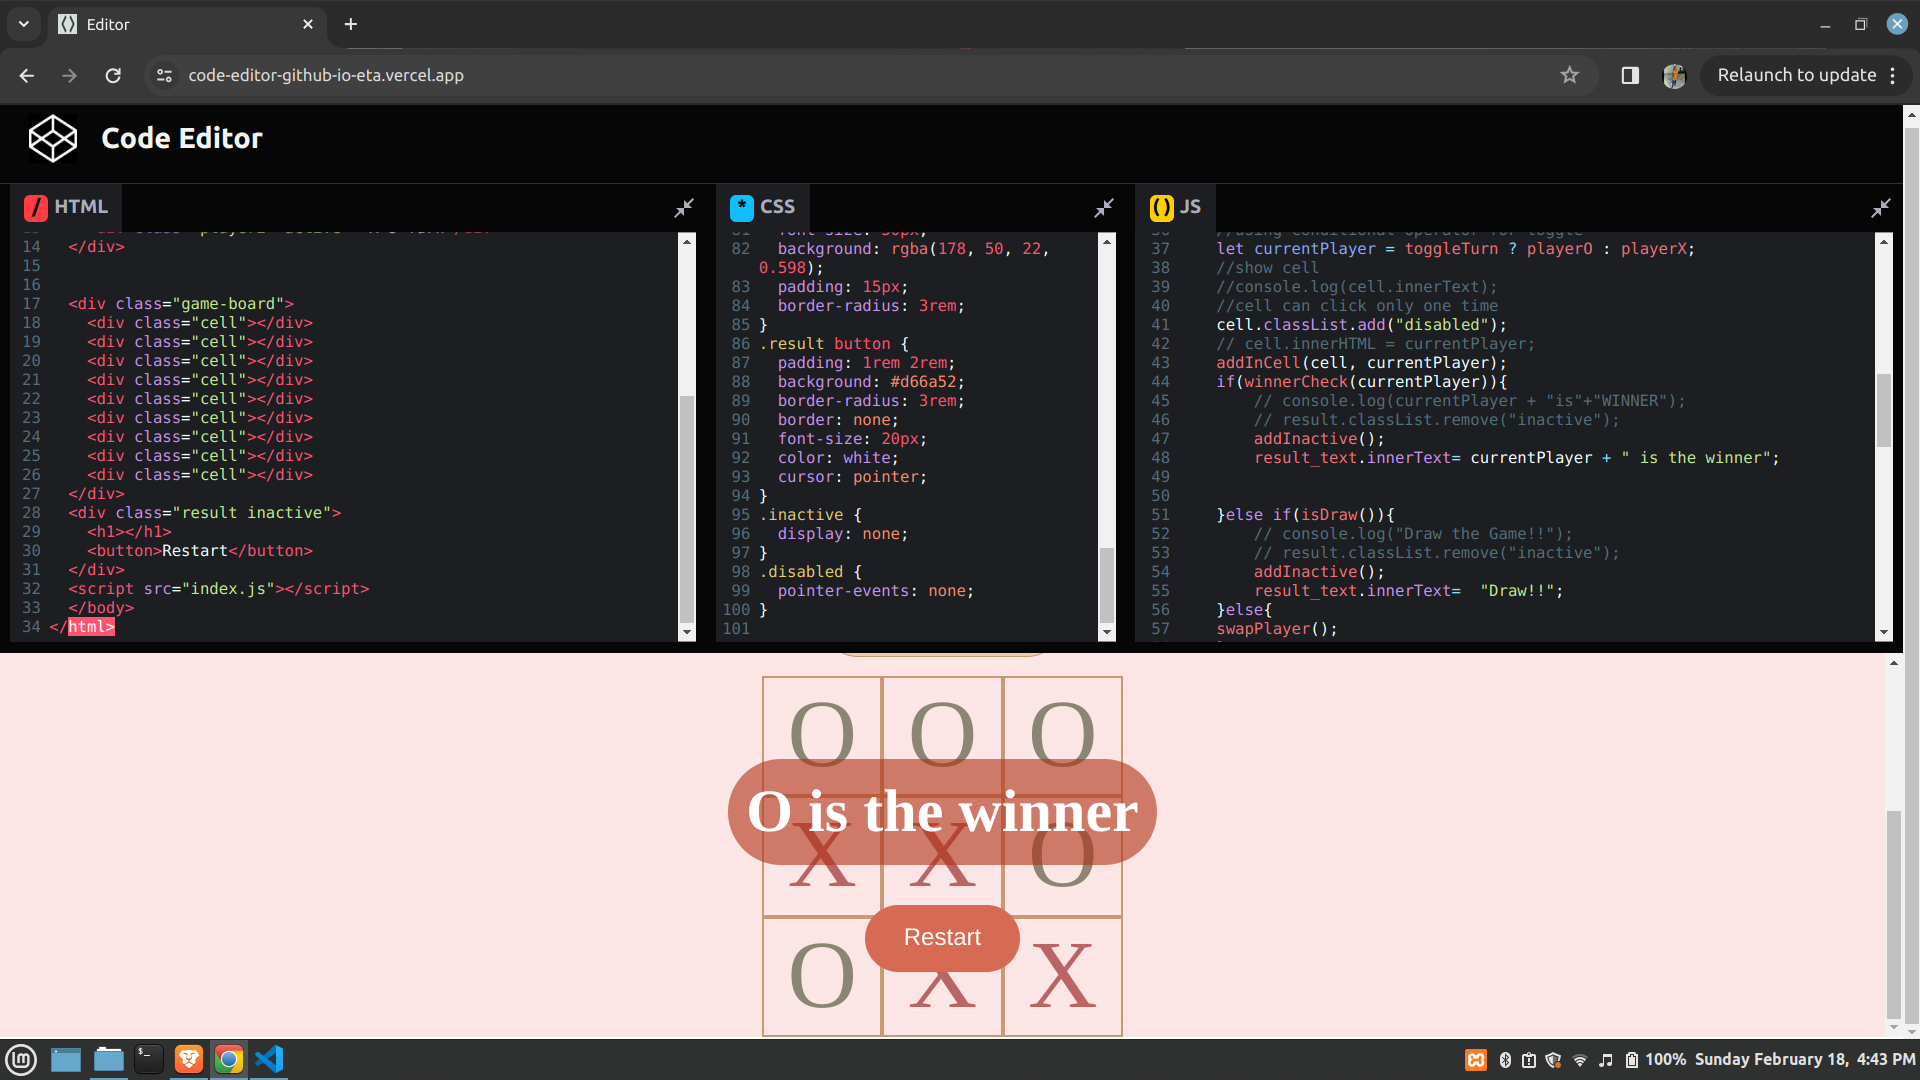 Editor
code-editor-github-io-eta.vercel.app
Relaunch to update
Code Editor
/ HTML
14 </div>
15
16
17 <div class="game-board">
18 <div class="cell"></div>
19 <div class="cell"></div>
20 <div class="cell"></div>
21 <div class="cell"></div>
22 <div class="cell"></div>
23 <div class="cell"></div>
24 <div class="cell"></div>
25 <div class="cell"></div>
26 <div class="cell"></div>
27 </div>
28 <div class="result inactive">
29 <h1></h1>
30 <button>Restart</button>
31 </div>
32 <script src="index.js"></script>
33 </body>
34 </html>
* CSS
82 background: rgba(178, 50, 22,
0.598);
83 padding: 15px;
84 border-radius: 3rem;
85 }
86 .result button {
87 padding: 1rem 2rem;
88 background: #d66a52;
89 border-radius: 3rem;
90 border: none;
91 font-size: 20px;
92 color: white;
93 cursor: pointer;
94 }
95 .inactive {
96 display: none;
97 }
98 .disabled {
99 pointer-events: none;
100 }
101
() JS
37 let currentPlayer = toggleTurn ? playerO : playerX;
38 //show cell
39 //console.log(cell.innerText);
40 //cell can click only one time
41 cell.classList.add("disabled");
42 // cell.innerHTML = currentPlayer;
43 addInCell(cell, currentPlayer);
44 if(winnerCheck(currentPlayer)){
45 // console.log(currentPlayer + "is"+"WINNER");
46 // result.classList.remove("inactive");
47 addInactive();
48 result_text.innerText= currentPlayer + " is the winner";
49
50
51 }else if(isDraw()){
52 // console.log("Draw the Game!!");
53 // result.classList.remove("inactive");
54 addInactive();
55 result_text.innerText= "Draw!!";
56 }else{
57 swapPlayer();
O O O
O is the winner
X X O
Restart
O X X
100% Sunday February 18, 4:43 PM